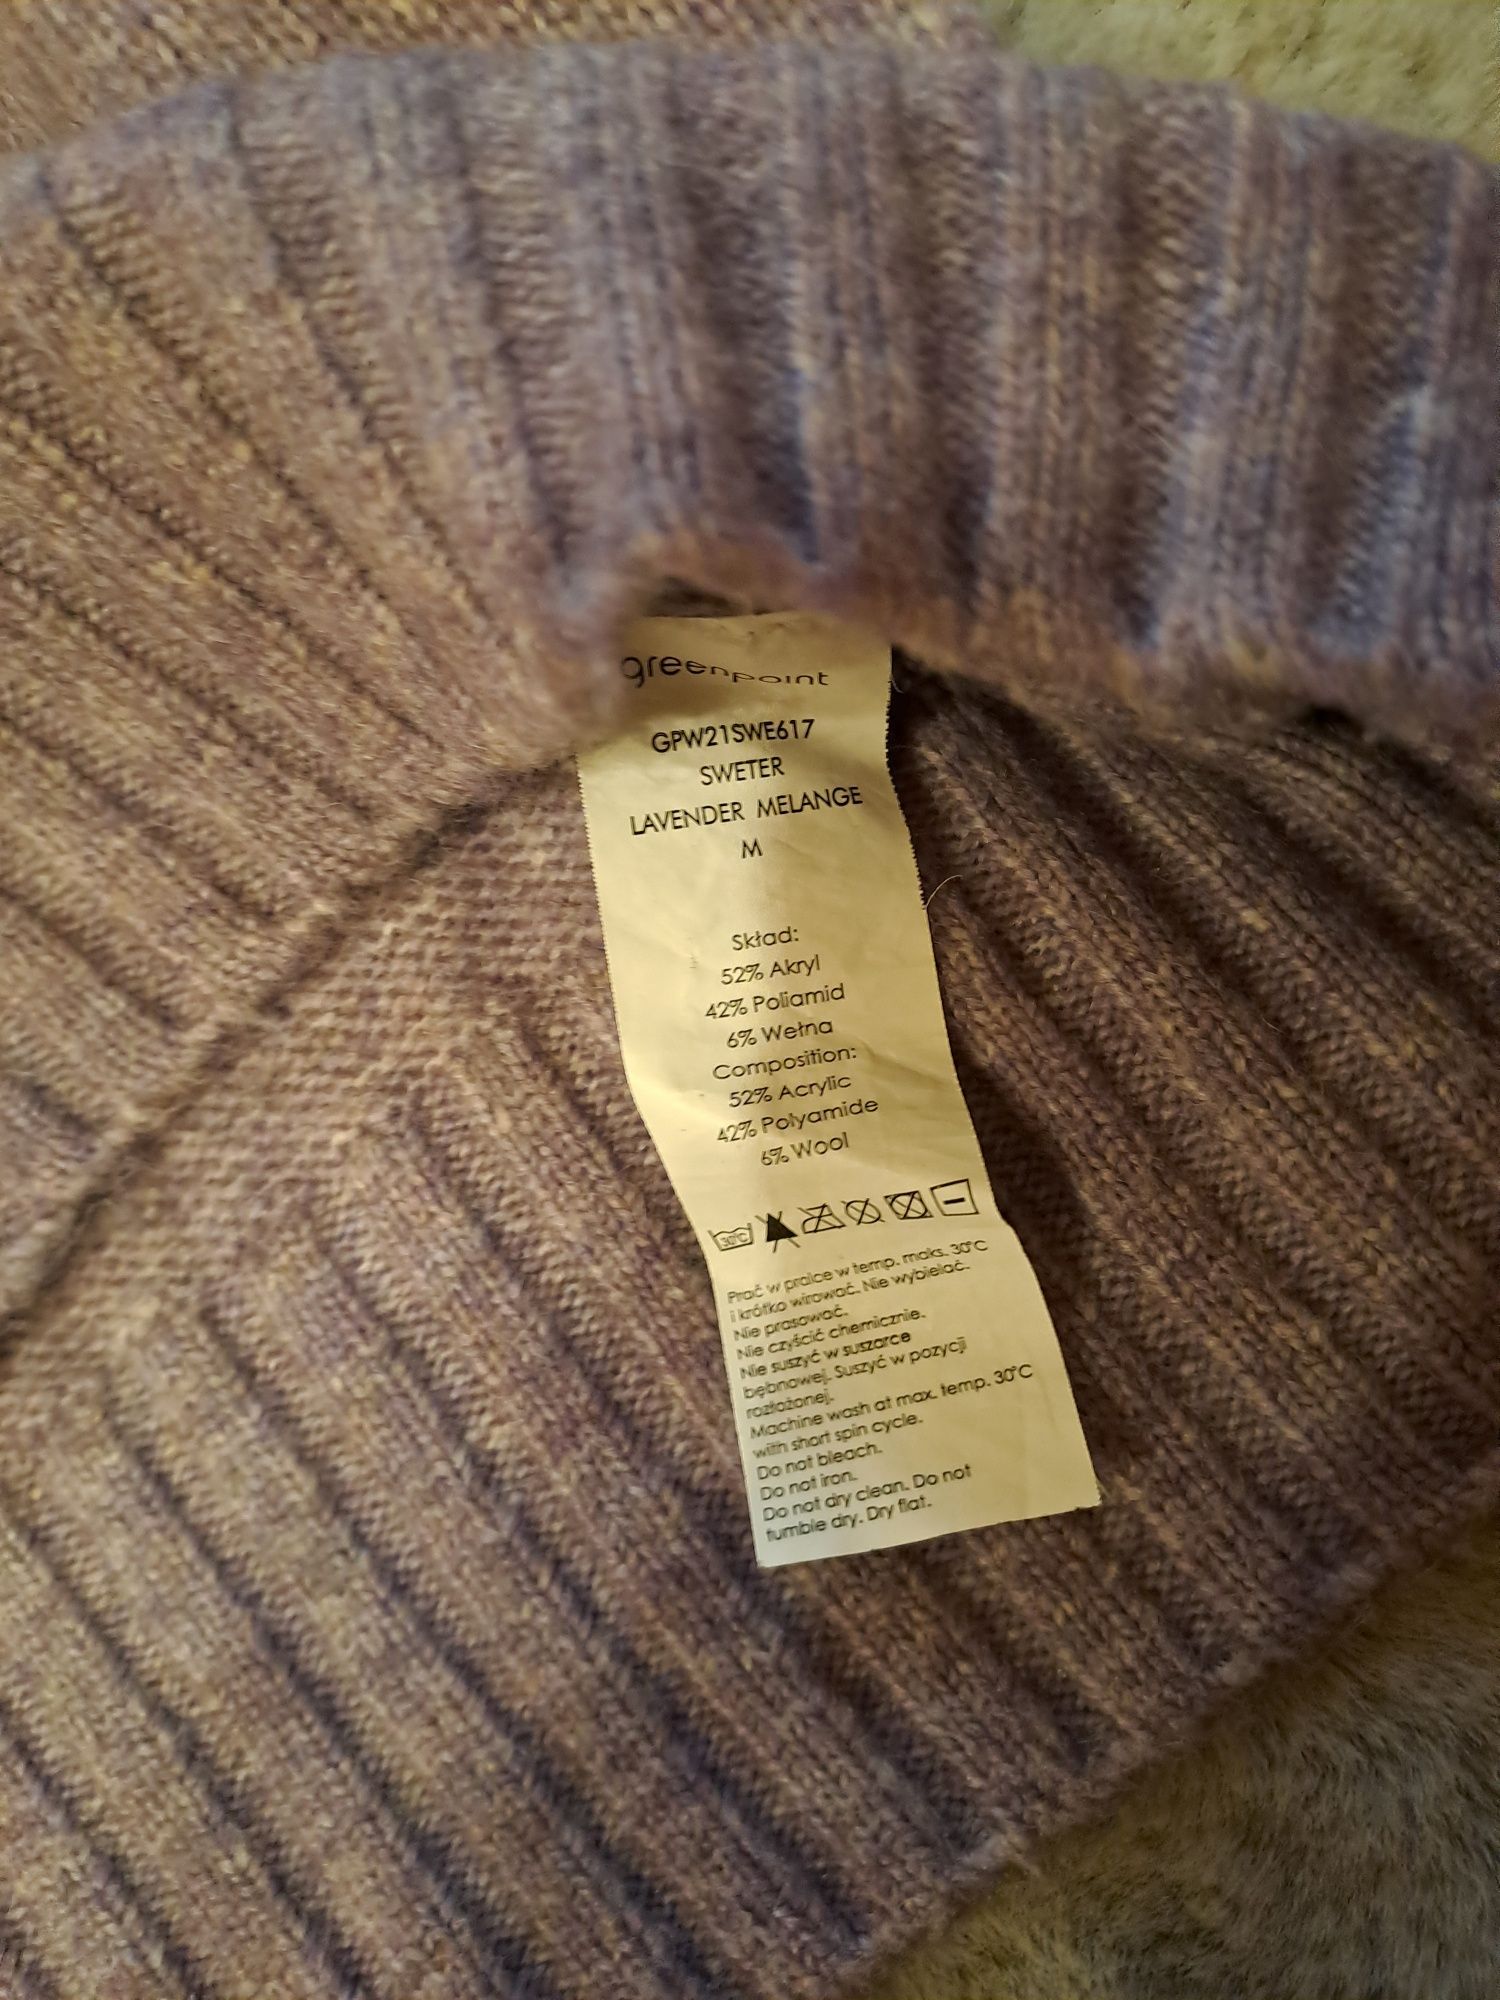 greenpoint
GPW21SWE617
SWETER
LAVENDER MELANGE
M
Skład:
52% Akryl
42% Poliamid
6% Wełna
Composition:
52% Acrylic
42% Polyamide
6% Wool
30°C
Prać w pralce w temp. maks. 30°C
i krótko wirować. Nie wybielać.
Nie prasować.
Nie czyścić chemicznie.
Nie suszyć w suszarce
bębnowej. Suszyć w pozycji
rozłożonej.
Machine wash at max. temp. 30°C
with short spin cycle.
Do not bleach.
Do not iron.
Do not dry clean. Do not
tumble dry. Dry flat.